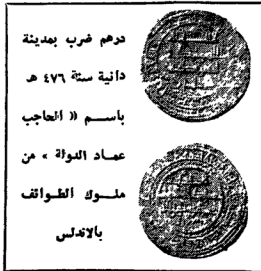 درهم ضرب بمدينة
دانية سنة ٤٧٦ هـ
باسم « الحاجب
عماد الدولة » من
ملوك الطوائف
بالاندلس